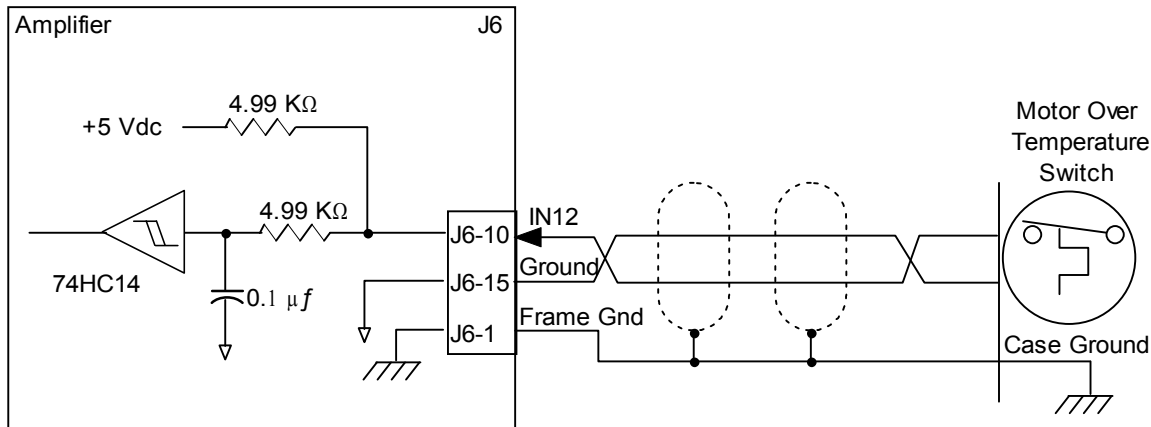 Amplifier
J6
4.99 KΩ
+5 Vdc
4.99 KΩ
74HC14
0.1 μf
J6-10
J6-15
J6-1
IN12
Ground
Frame Gnd
Motor Over
Temperature
Switch
Case Ground